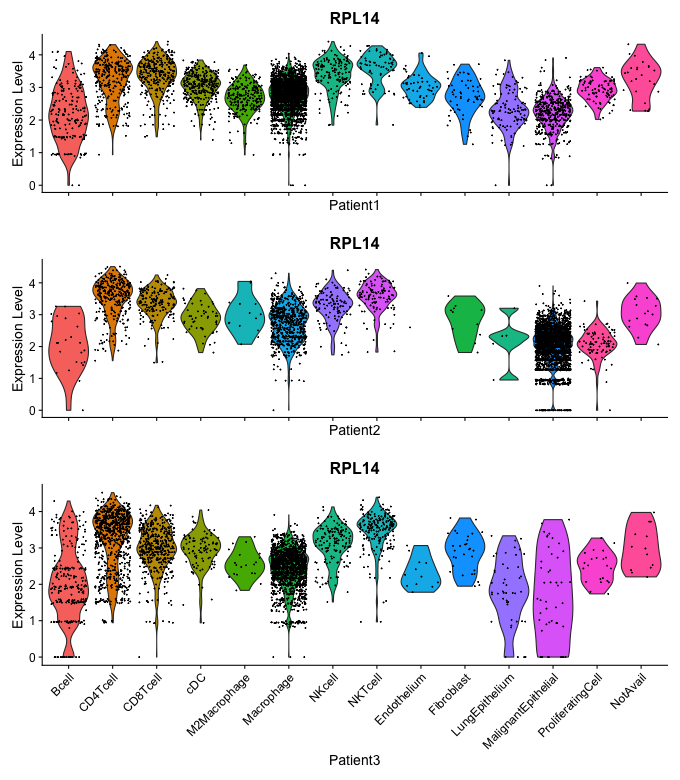 RPL14
Expression Level
4
3
2
1
0
Patient1
RPL14
Expression Level
4
3
2
1
0
Patient2
RPL14
Expression Level
4
3
2
1
0
Bcell
CD4Tcell
CD8Tcell
cDC
M2Macrophage
Macrophage
NKcell
NKTcell
Endothelium
Fibroblast
LungEpithelium
MalignantEpithelial
ProliferatingCell
NotAvail
Patient3